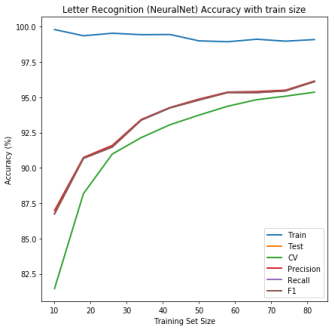 Letter Recognition (NeuralNet) Accuracy with train size
100.0
97.5
95.0
92.5
90.0
87.5
85.0
82.5
Accuracy (%)
10
20
30
40
50
60
70
80
Training Set Size
Train
Test
CV
Precision
Recall
F1